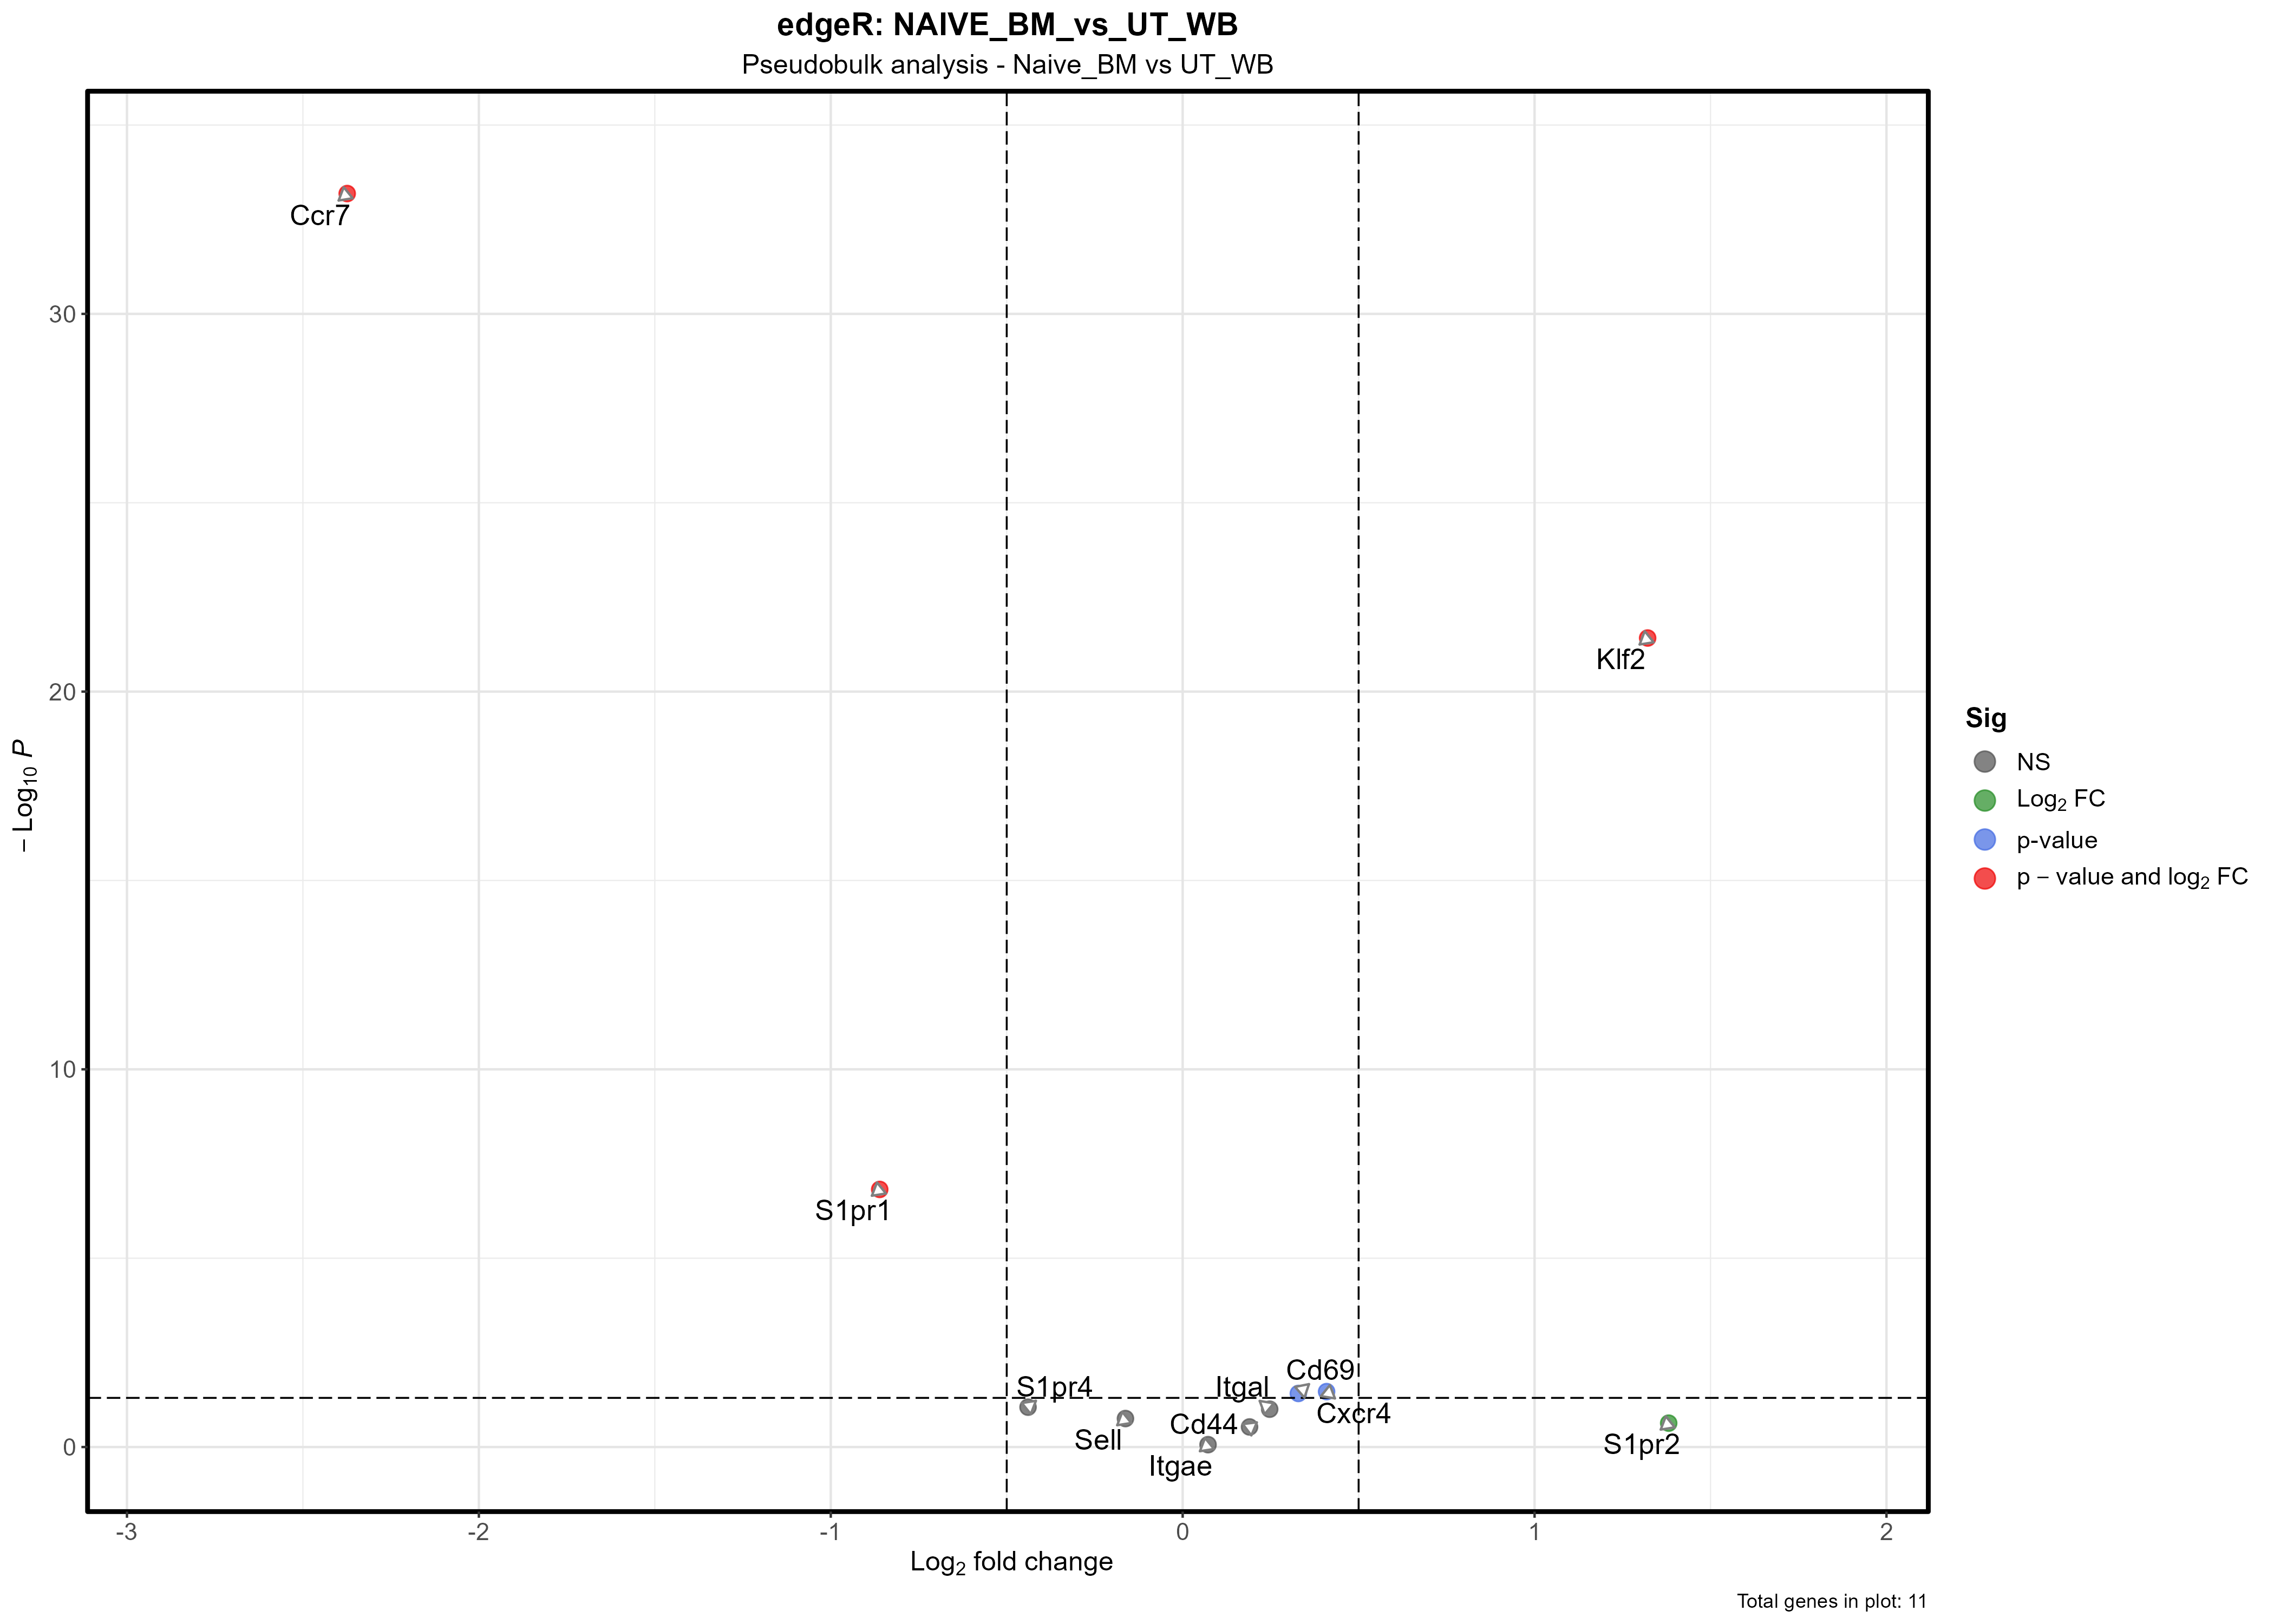 edgeR: NAIVE_BM_vs_UT_WB
Pseudobulk analysis - Naive_BM vs UT_WB
Ccr7
Klf2
S1pr1
Cd69
S1pr4
Itgal
Cxcr4
Cd44
Sell
S1pr2
Itgae
30
20
10
0
− Log10 P
-3
-2
-1
0
1
2
Log2 fold change
Sig
NS
Log2 FC
p-value
p − value and log2 FC
Total genes in plot: 11